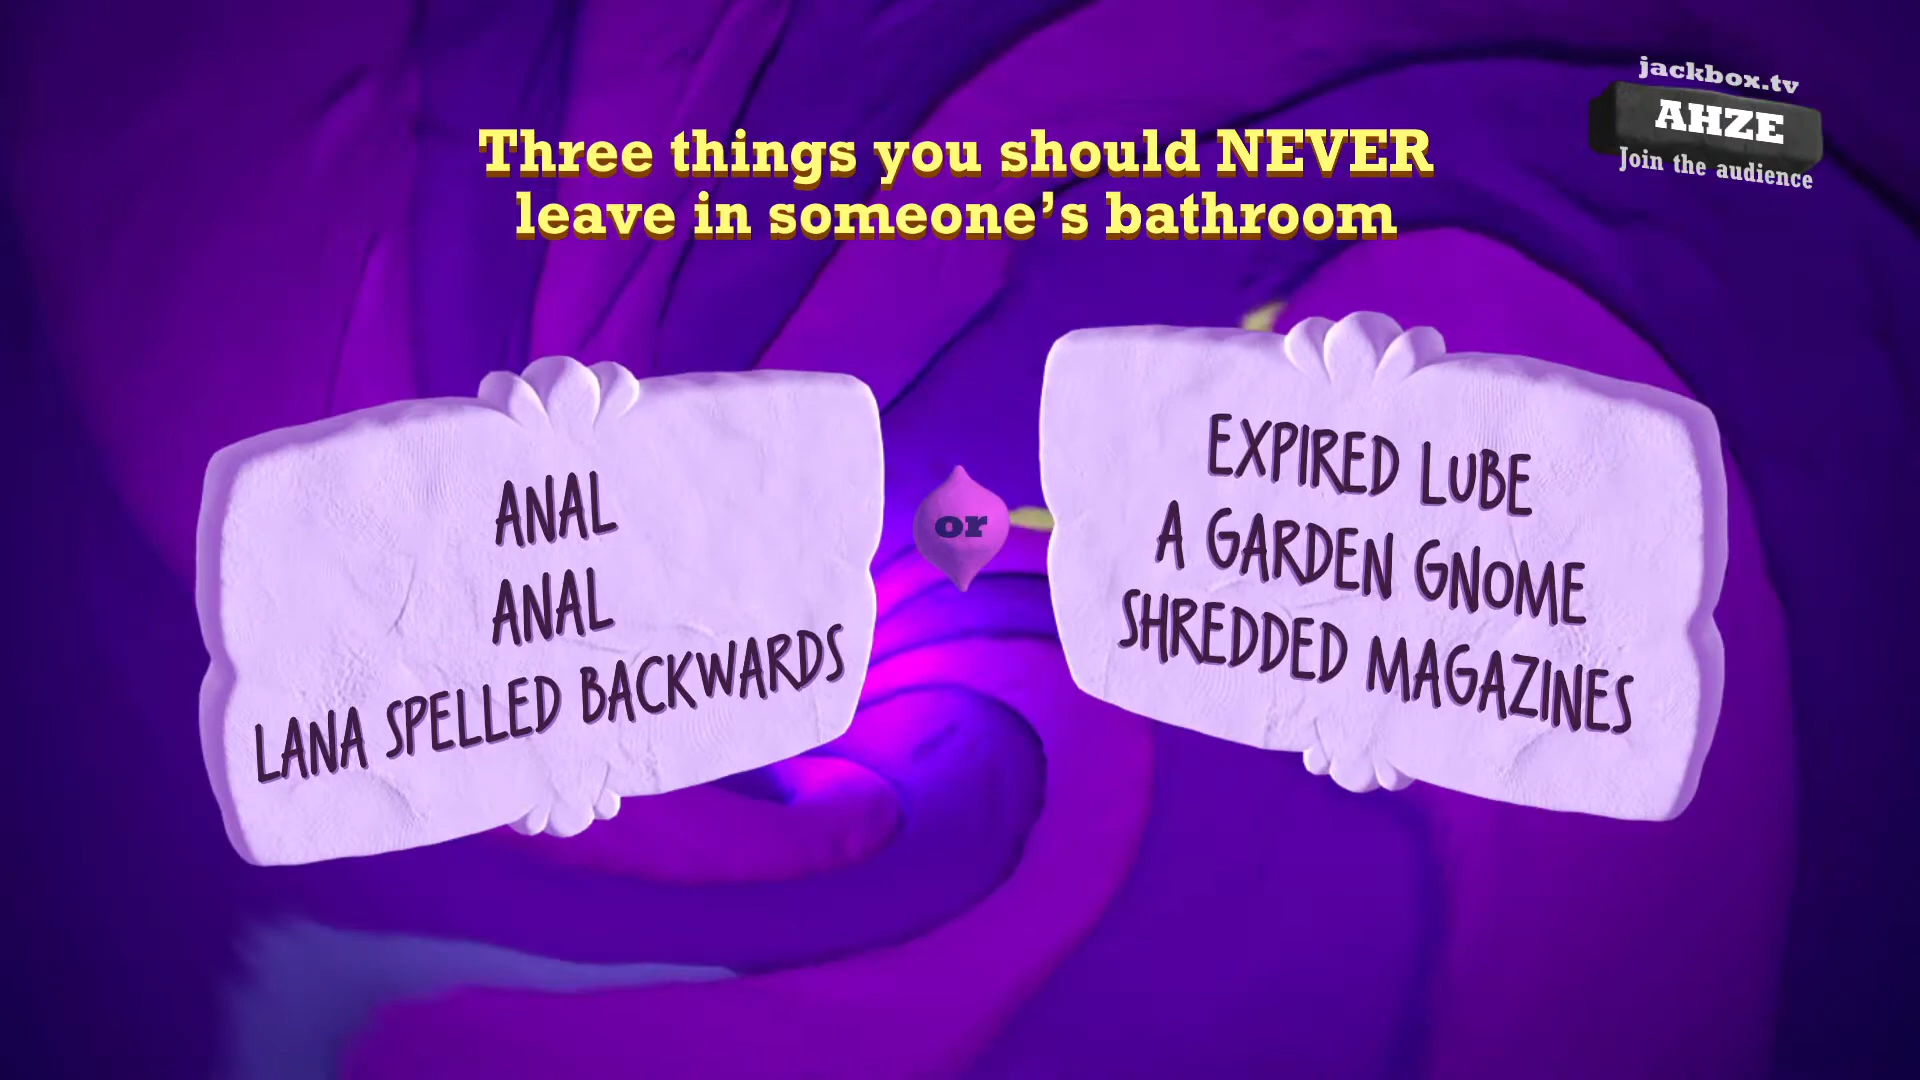 jackbox.tv
AHZE
Join the audience
Three things you should NEVER
leave in someone's bathroom
ANAL
ANAL
LANA SPELLED BACKWARDS
or
EXPIRED LUBE
A GARDEN GNOME
SHREDDED MAGAZINES